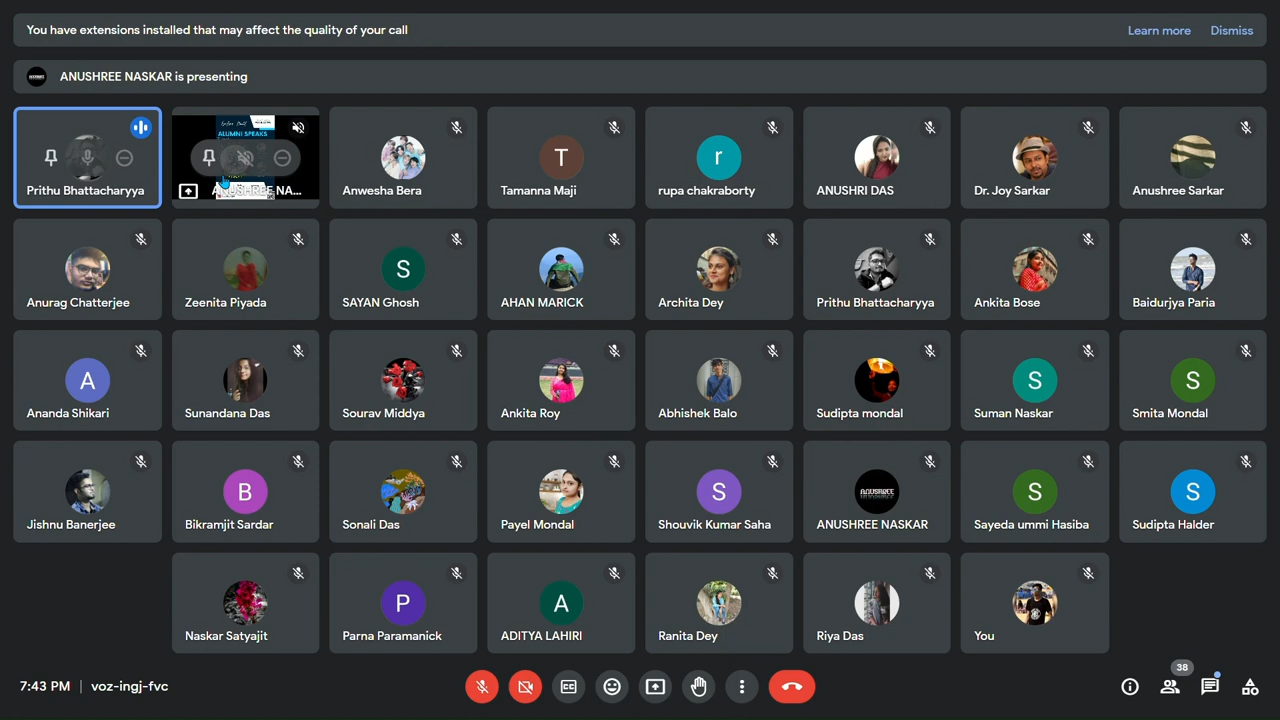 You have extensions installed that may affect the quality of your call
Learn more
Dismiss
ANUSHREE NASKAR is presenting
Prithu Bhattacharyya
ALUMNI SPEAKS
ANUSHREE NA...
Anwesha Bera
T
Tamanna Maji
r
rupa chakraborty
ANUSHRI DAS
Dr. Joy Sarkar
Anushree Sarkar
Anurag Chatterjee
Zeenita Piyada
S
SAYAN Ghosh
AHAN MARICK
Archita Dey
Prithu Bhattacharyya
Ankita Bose
Baidurjya Paria
A
Ananda Shikari
Sunandana Das
Sourav Middya
Ankita Roy
Abhishek Balo
Sudipta mondal
S
Suman Naskar
S
Smita Mondal
Jishnu Banerjee
B
Bikramjit Sardar
Sonali Das
Payel Mondal
S
Shouvik Kumar Saha
ANUSHREE
ANUSHREE NASKAR
S
Sayeda ummi Hasiba
S
Sudipta Halder
Naskar Satyajit
P
Parna Paramanick
A
ADITYA LAHIRI
Ranita Dey
Riya Das
You
7:43 PM | voz-ingj-fvc
38